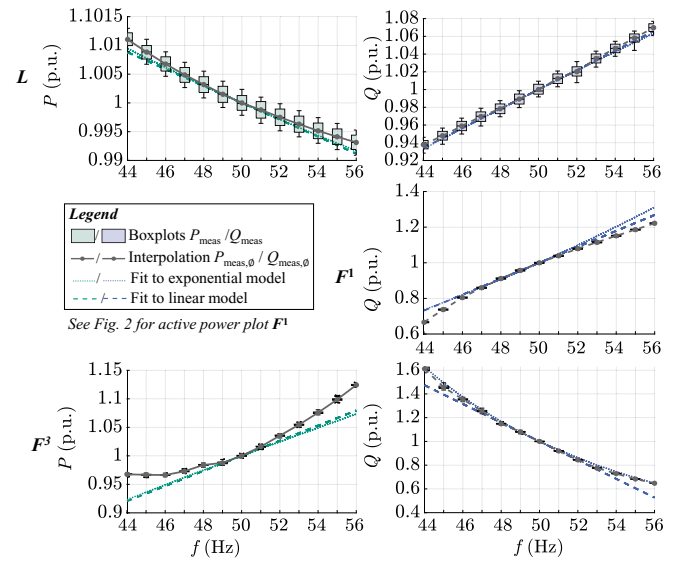 1.1015
1.01
1.005
1
0.995
0.99
P (p.u.)
L
44 46 48 50 52 54 56
1.08
1.06
1.04
1.02
1
0.98
0.96
0.94
0.92
Q (p.u.)
44 46 48 50 52 54 56
Legend
/ Boxplots P_meas /Q_meas
/ Interpolation P_meas,ø / Q_meas,ø
/ Fit to exponential model
/ Fit to linear model
See Fig. 2 for active power plot F¹
F¹
1.4
1.2
1
0.8
0.6
Q (p.u.)
44 46 48 50 52 54 56
F³
1.15
1.1
1.05
1
0.95
0.9
P (p.u.)
44 46 48 50 52 54 56
f (Hz)
1.6
1.4
1.2
1
0.8
0.6
0.4
Q (p.u.)
44 46 48 50 52 54 56
f (Hz)